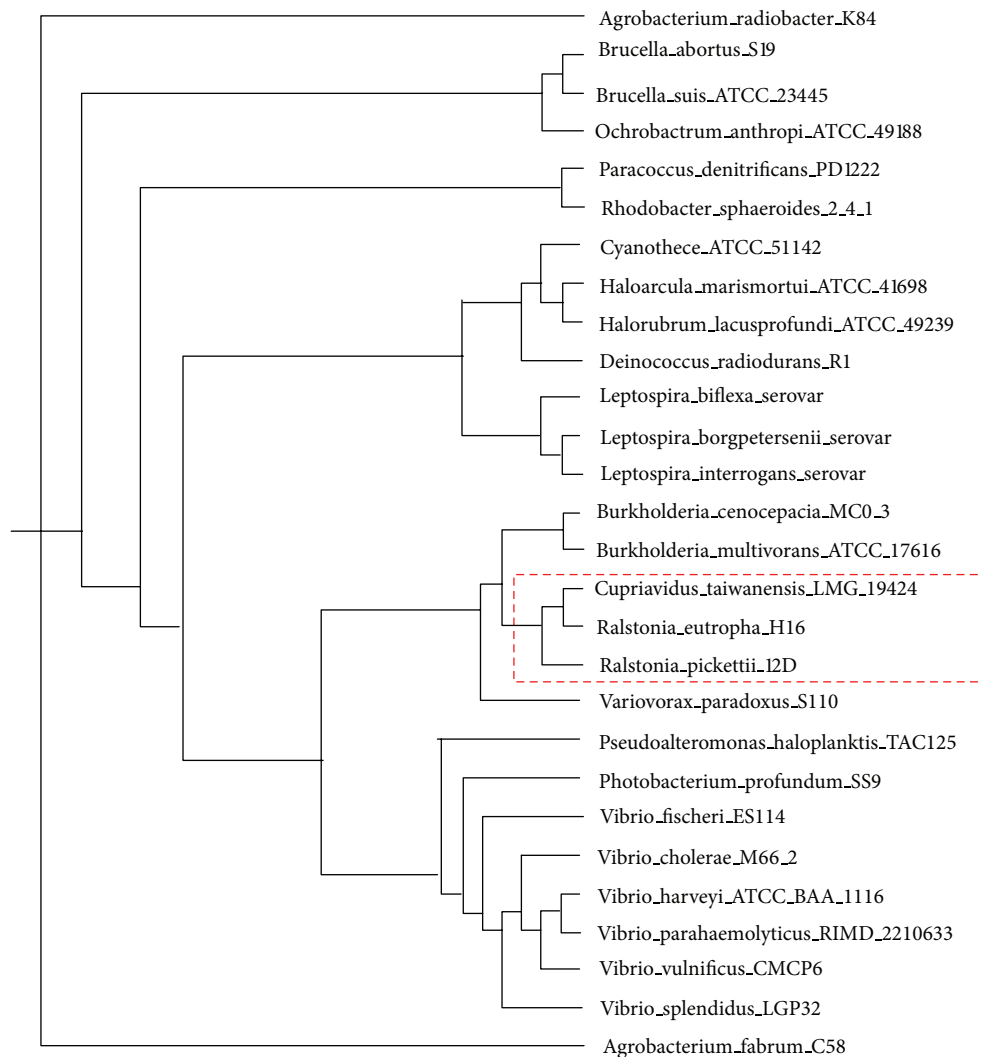 Agrobacterium_radiobacter_K84
Brucella_abortus_S19
Brucella_suis_ATCC_23445
Ochrobactrum_anthropi_ATCC_49188
Paracoccus_denitrificans_PD1222
Rhodobacter_sphaeroides_2_4_1
Cyanothece_ATCC_51142
Haloarcula_marismortui_ATCC_41698
Halorubrum_lacusprofundi_ATCC_49239
Deinococcus_radiodurans_R1
Leptospira_biflexa_serovar
Leptospira_borgpetersenii_serovar
Leptospira_interrogans_serovar
Burkholderia_cenocepacia_MC0_3
Burkholderia_multivorans_ATCC_17616
Cupriavidus_taiwanensis_LMG_19424
Ralstonia_eutropha_H16
Ralstonia_pickettii_12D
Variovorax_paradoxus_S110
Pseudoalteromonas_haloplanktis_TAC125
Photobacterium_profundum_SS9
Vibrio_fischeri_ES114
Vibrio_cholerae_M66_2
Vibrio_harveyi_ATCC_BAA_1116
Vibrio_parahaemolyticus_RIMD_2210633
Vibrio_vulnificus_CMCP6
Vibrio_splendidus_LGP32
Agrobacterium_fabrum_C58